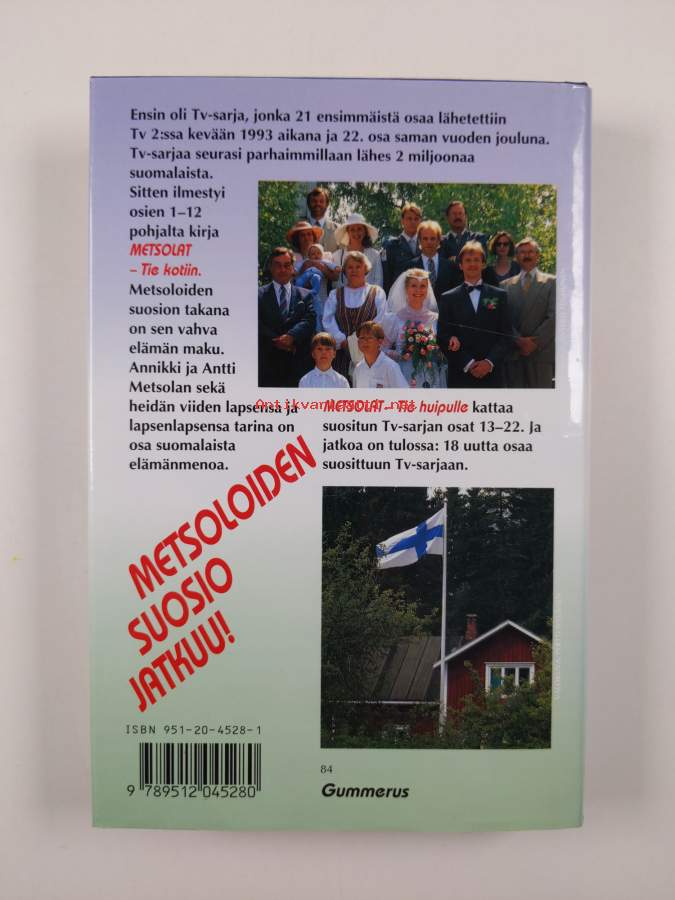 Ensin oli Tv-sarja, jonka 21 ensimmäistä osaa lähetettiin
Tv 2:ssa kevään 1993 aikana ja 22. osa saman vuoden jouluna.
Tv-sarjaa seurasi parhaimmillaan lähes 2 miljoonaa
suomalaista.
Sitten ilmestyi
osien 1–12
pohjalta kirja
METSOLAT
– Tie kotiin.
Metsoloiden
suosion takana
on sen vahva
elämän maku.
Annikki ja Antti
Metsolan sekä
heidän viiden lapsensa ja
lapsenlapsensa tarina on
osa suomalaista
elämänmenoa.
METSOLAT – Tie huipulle kattaa
suositun Tv-sarjan osat 13–22. Ja
jatkoa on tulossa: 18 uutta osaa
suosittuun Tv-sarjaan.
METSOLOIDEN
SUOSIO
JATKUU!
ISBN 951-20-4528-1
9 789512 045280
84
Gummerus